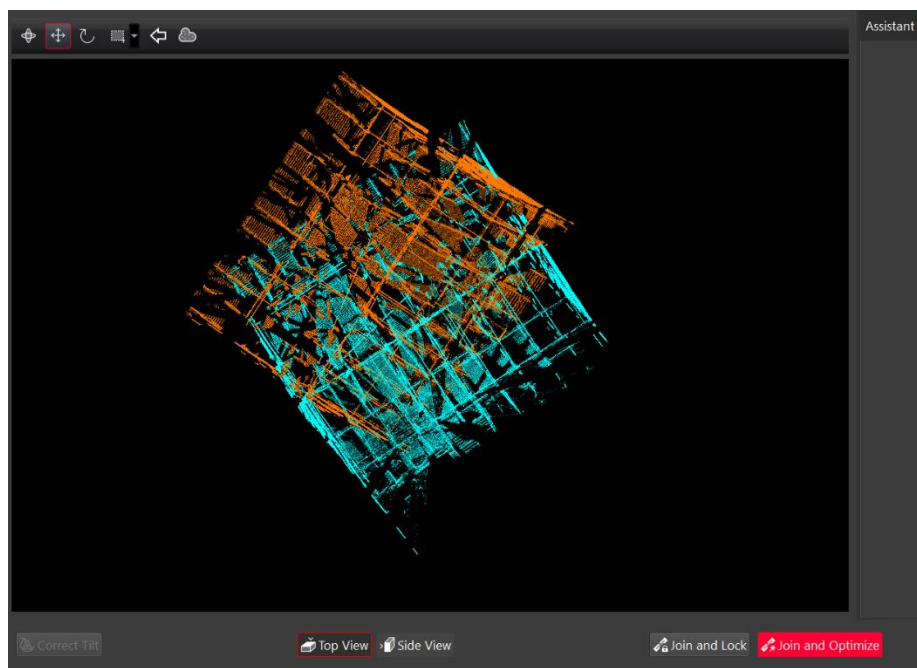 Assistant
Correct Tilt
Top View
Side View
Join and Lock
Join and Optimize